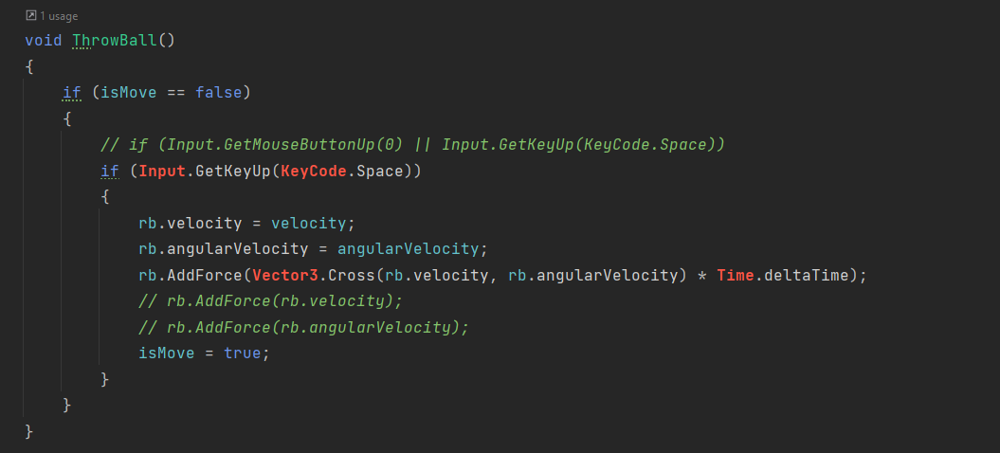 1 usage
void ThrowBall()
{
    if (isMove == false)
    {
        // if (Input.GetMouseButtonUp(0) || Input.GetKeyUp(KeyCode.Space))
        if (Input.GetKeyUp(KeyCode.Space))
        {
            rb.velocity = velocity;
            rb.angularVelocity = angularVelocity;
            rb.AddForce(Vector3.Cross(rb.velocity, rb.angularVelocity) * Time.deltaTime);
            // rb.AddForce(rb.velocity);
            // rb.AddForce(rb.angularVelocity);
            isMove = true;
        }
    }
}